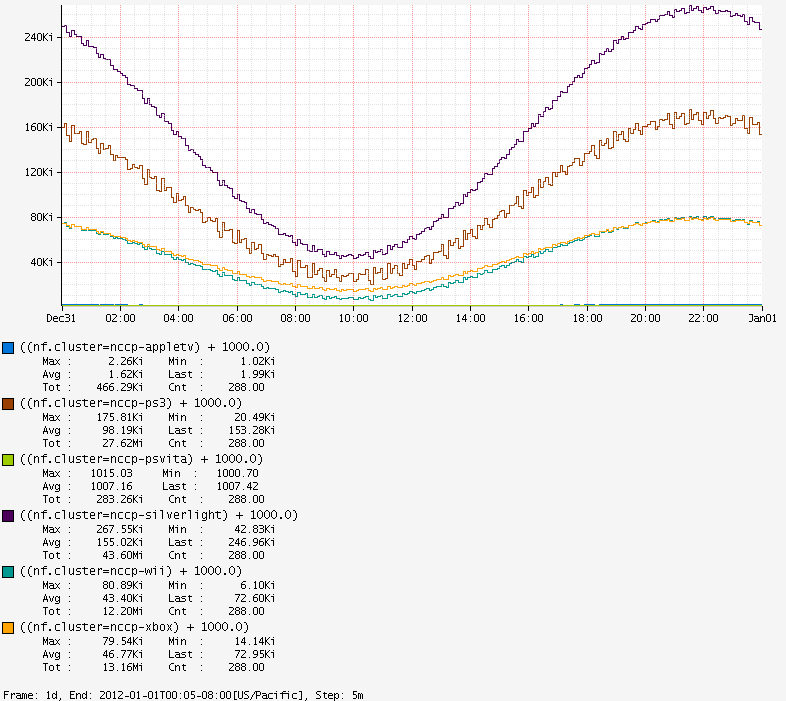 240Ki
200Ki
160Ki
120Ki
80Ki
40Ki
Dec31 02:00 04:00 06:00 08:00 10:00 12:00 14:00 16:00 18:00 20:00 22:00 Jan01
((nf.cluster=nccp-appletv) + 1000.0)
Max : 2.26Ki Min : 1.02Ki
Avg : 1.62Ki Last : 1.99Ki
Tot : 466.29Ki Cnt : 288.00
((nf.cluster=nccp-ps3) + 1000.0)
Max : 175.81Ki Min : 20.49Ki
Avg : 98.19Ki Last : 153.28Ki
Tot : 27.62Mi Cnt : 288.00
((nf.cluster=nccp-psvita) + 1000.0)
Max : 1015.03 Min : 1000.70
Avg : 1007.16 Last : 1007.42
Tot : 283.26Ki Cnt : 288.00
((nf.cluster=nccp-silverlight) + 1000.0)
Max : 267.55Ki Min : 42.83Ki
Avg : 155.02Ki Last : 246.96Ki
Tot : 43.60Mi Cnt : 288.00
((nf.cluster=nccp-wii) + 1000.0)
Max : 80.89Ki Min : 6.10Ki
Avg : 43.40Ki Last : 72.60Ki
Tot : 12.20Mi Cnt : 288.00
((nf.cluster=nccp-xbox) + 1000.0)
Max : 79.54Ki Min : 14.14Ki
Avg : 46.77Ki Last : 72.95Ki
Tot : 13.16Mi Cnt : 288.00
Frame: 1d, End: 2012-01-01T00:05-08:00[US/Pacific], Step: 5m